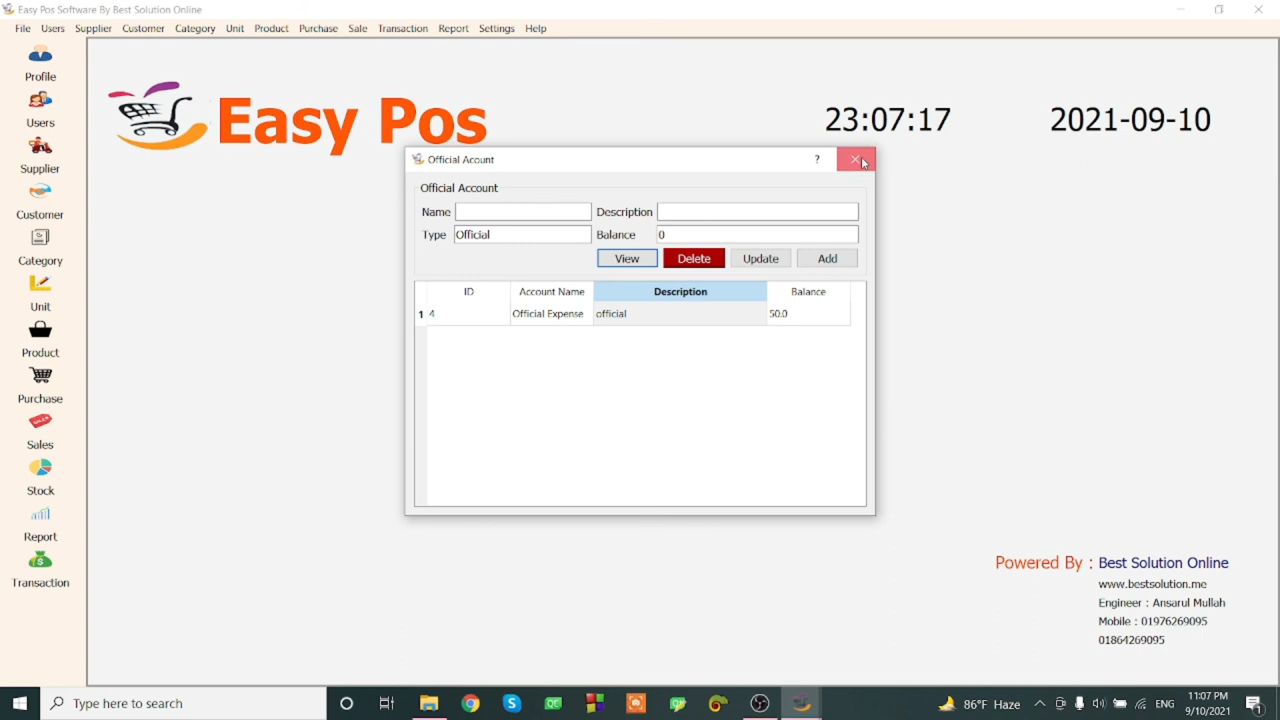 Easy Pos Software By Best Solution Online
File Users Supplier Customer Category Unit Product Purchase Sale Transaction Report Settings Help
Profile
Users
Supplier
Customer
Category
Unit
Product
Purchase
Sales
Stock
Report
Transaction
Easy Pos
23:07:17
2021-09-10
Official Acount
?
Official Account
Name Description
Type Official Balance 0
View Delete Update Add
ID Account Name Description Balance
1 4 Official Expense official 50.0
Powered By : Best Solution Online
www.bestsolution.me
Engineer : Ansarul Mullah
Mobile : 01976269095
01864269095
Type here to search
86°F Haze
ENG
11:07 PM
9/10/2021